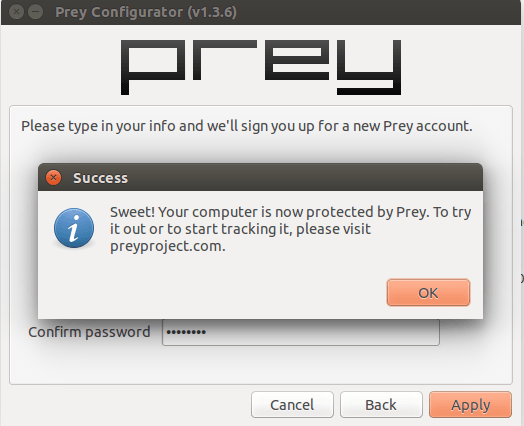 Prey Configurator (v1.3.6)
prey
Please type in your info and we'll sign you up for a new Prey account.
Success
Sweet! Your computer is now protected by Prey. To try
it out or to start tracking it, please visit
preyproject.com.
OK
Confirm password
Cancel
Back
Apply